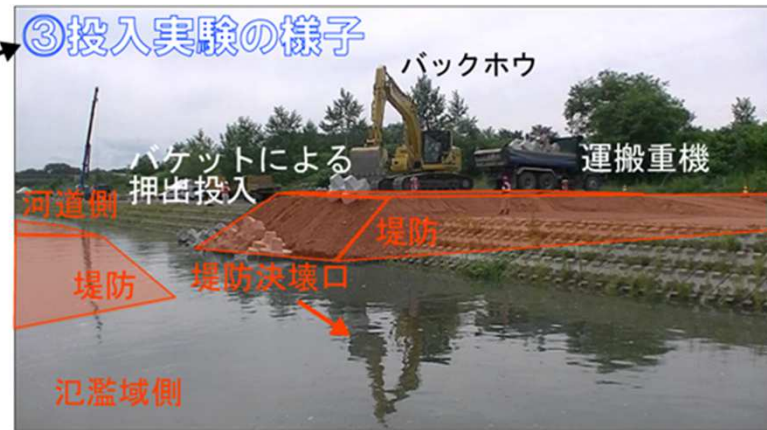 ③投入実験の様子
バックホウ
バケットによる
押出投入
運搬重機
河道側
堤防
堤防
堤防決壊口
氾濫域側